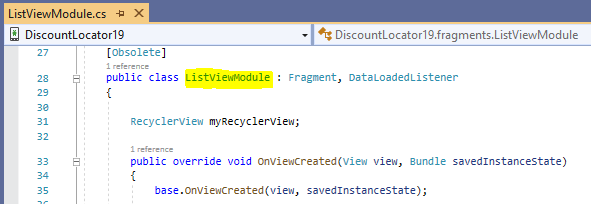 ListViewModule.cs
DiscountLocator19 DiscountLocator19.fragments.ListViewModule
27 [Obsolete]
1 reference
28 public class ListViewModule : Fragment, DataLoadedListener
29 {
30
31 RecyclerView myRecyclerView;
32
1 reference
33 public override void OnViewCreated(View view, Bundle savedInstanceState)
34 {
35 base.OnViewCreated(view, savedInstanceState);